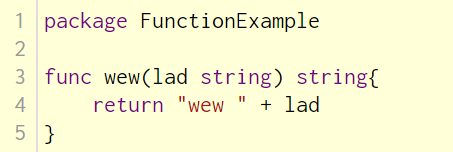 1 package FunctionExample
2
3 func wew(lad string) string{
4     return "wew " + lad
5 }